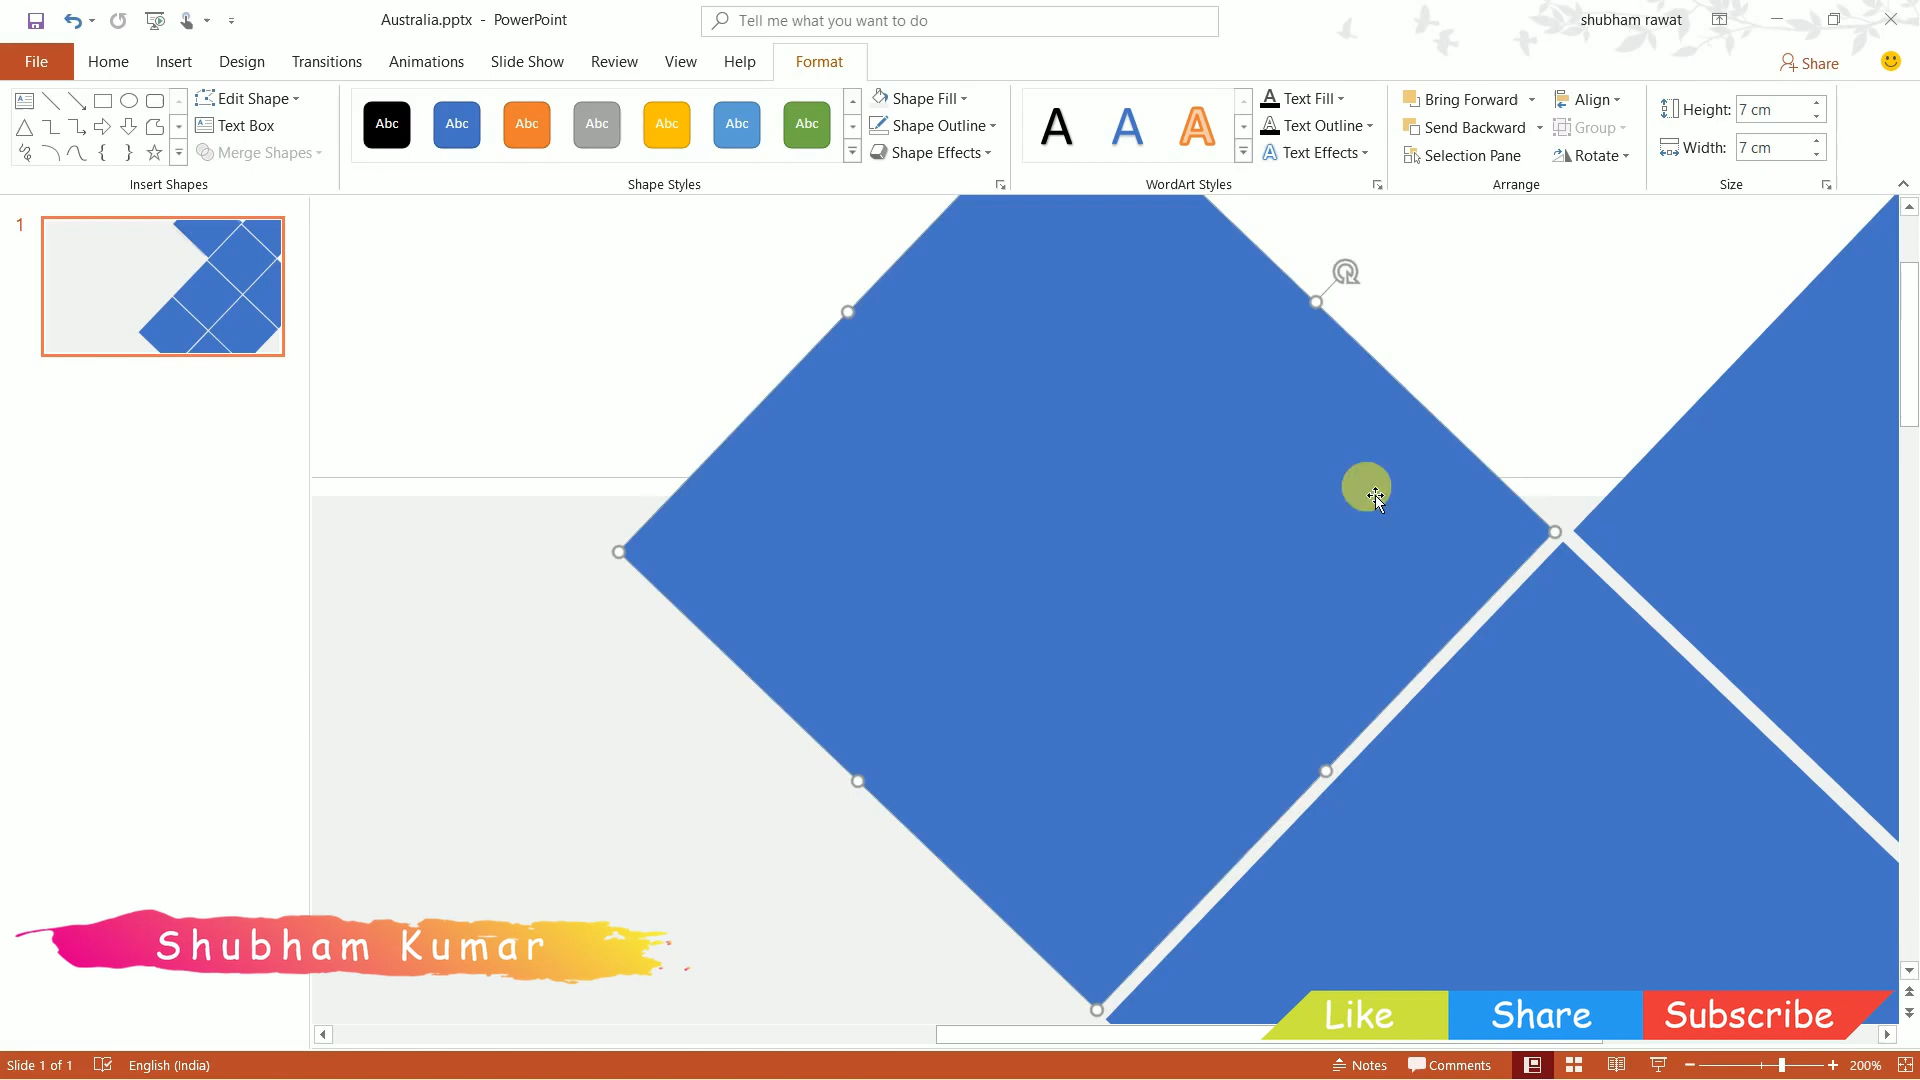 Australia.pptx - PowerPoint
Tell me what you want to do
shubham rawat
File Home Insert Design Transitions Animations Slide Show Review View Help Format Share
Edit Shape
Text Box
Merge Shapes
Insert Shapes
Abc Abc Abc Abc Abc Abc Abc
Shape Fill
Shape Outline
Shape Effects
Shape Styles
A A A
Text Fill
Text Outline
Text Effects
WordArt Styles
Bring Forward
Send Backward
Selection Pane
Align
Group
Rotate
Arrange
Height: 7 cm
Width: 7 cm
Size
1
Shubham Kumar
Like Share Subscribe
Slide 1 of 1 English (India) Notes Comments 200%